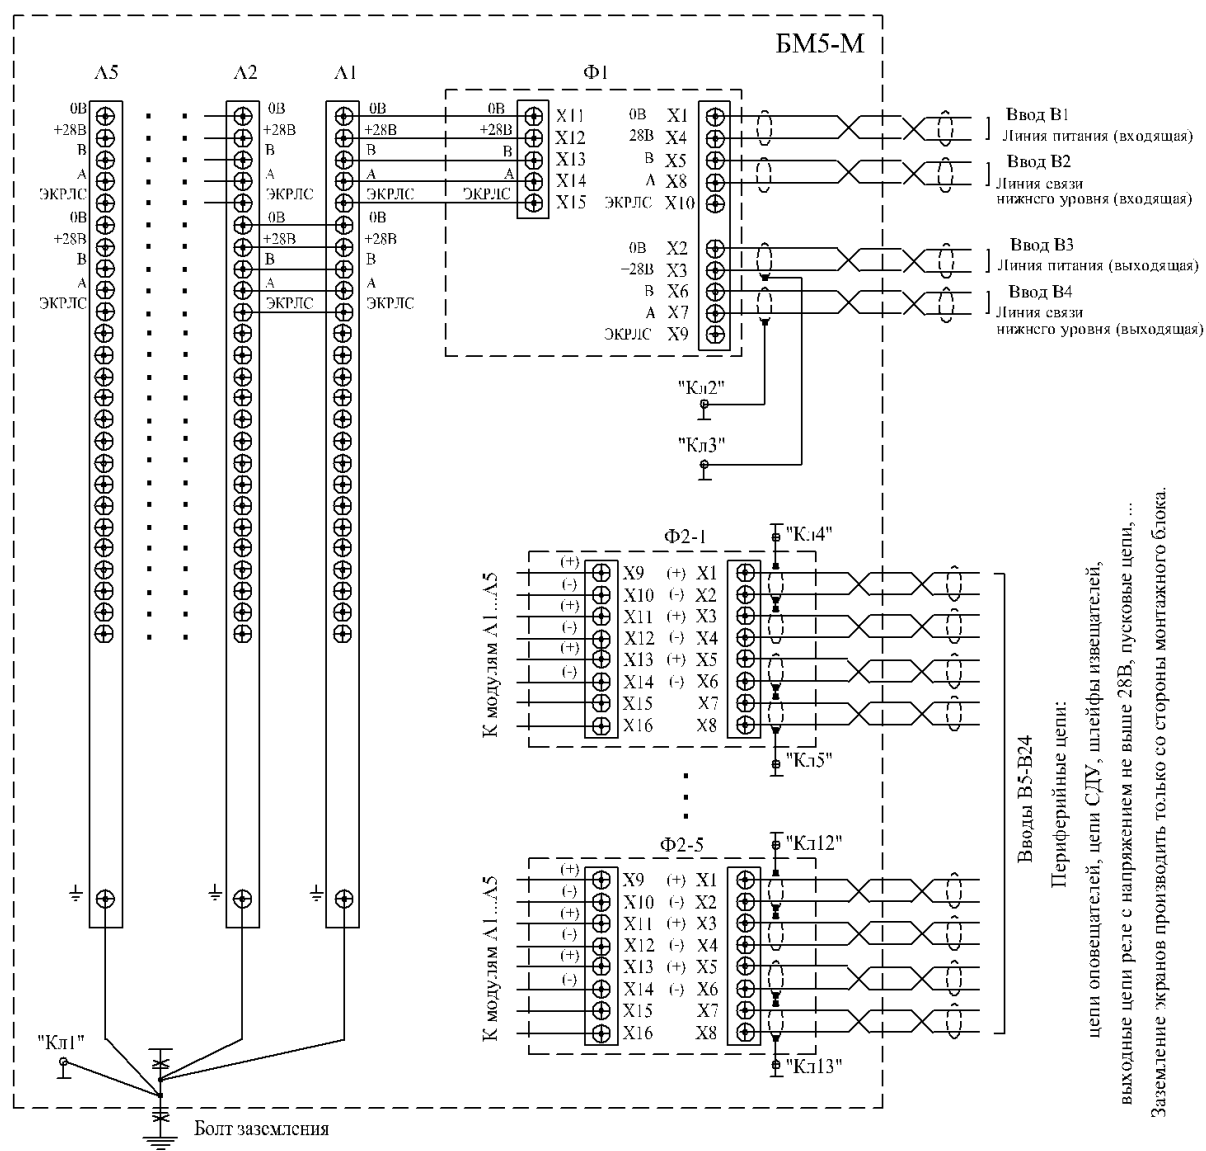 БМ5-М
А5
А2
А1
Ф1
0В
+28В
В
А
ЭКРЛС
0В
+28В
В
А
ЭКРЛС
0В
+28В
В
А
ЭКРЛС
0В
+28В
В
А
ЭКРЛС
0В
+28В
В
А
ЭКРЛС
0В
+28В
В
А
ЭКРЛС
0В X11
+28В X12
В X13
А X14
ЭКРЛС X15
0В X1
28В X4
В X5
А X8
ЭКРЛС X10
0В X2
−28В X3
В X6
А X7
ЭКРЛС X9
Ввод В1
Линия питания (входящая)
Ввод В2
Линия связи
нижнего уровня (входящая)
Ввод В3
Линия питания (выходящая)
Ввод В4
Линия связи
нижнего уровня (выходящая)
"Кл2"
"Кл3"
Ф2-1
"Кл4"
К модулям А1...А5
(+) X9 (+) X1
(-) X10 (-) X2
(+) X11 (+) X3
(-) X12 (-) X4
(+) X13 (+) X5
(-) X14 (-) X6
X15 X7
X16 X8
"Кл5"
Ф2-5
"Кл12"
К модулям А1...А5
(+) X9 (+) X1
(-) X10 (-) X2
(+) X11 (+) X3
(-) X12 (-) X4
(+) X13 (+) X5
(-) X14 (-) X6
X15 X7
X16 X8
"Кл13"
Вводы В5-В24
Периферийные цепи:
цепи оповещателей, цепи СДУ, шлейфы извещателей,
выходные цепи реле с напряжением не выше 28В, пусковые цепи, ...
Заземление экранов производить только со стороны монтажного блока.
"Кл1"
Болт заземления